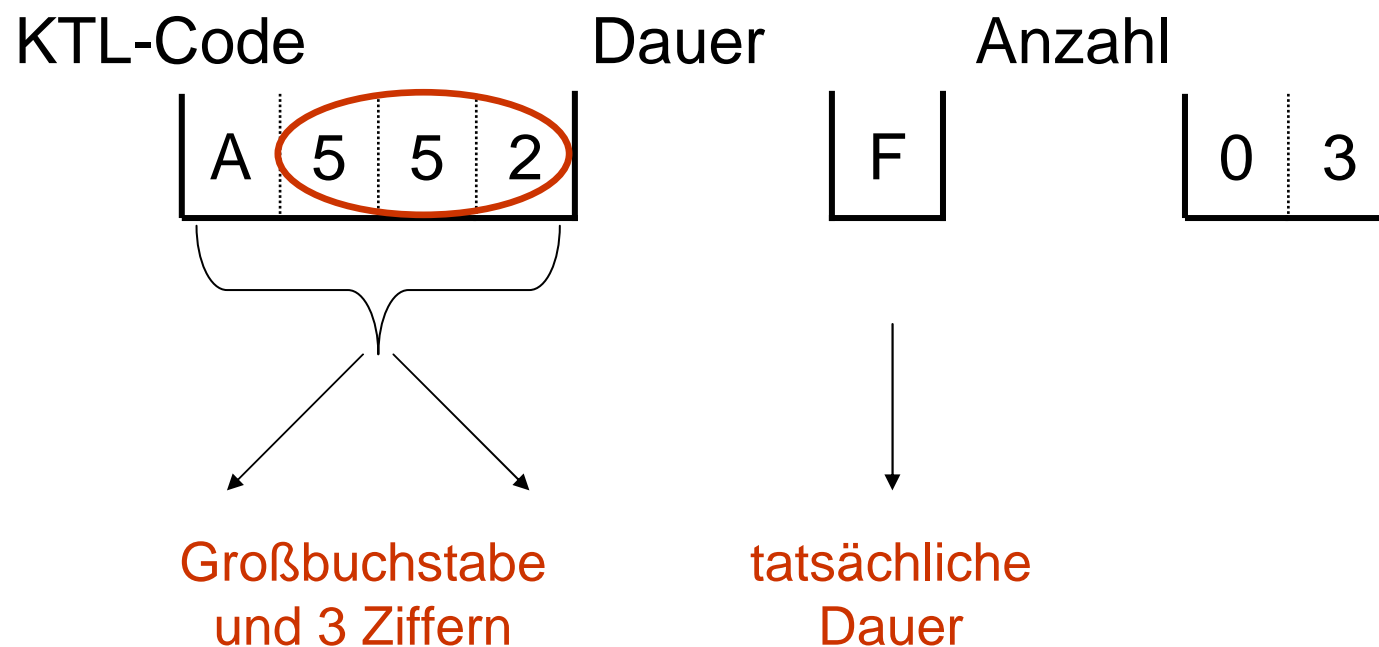 KTL-Code Dauer Anzahl
A 5 5 2 F 0 3
Großbuchstabe
und 3 Ziffern
tatsächliche
Dauer